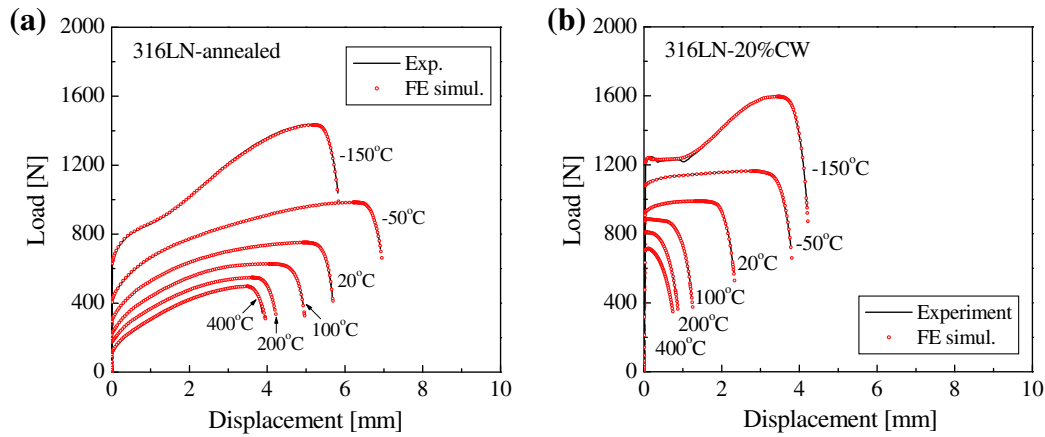 (a)
2000
1600
1200
800
400
0
Load [N]
316LN-annealed
Exp.
FE simul.
-150°C
-50°C
20°C
100°C
200°C
400°C
0 2 4 6 8 10
Displacement [mm]
(b)
2000
1600
1200
800
400
0
Load [N]
316LN-20%CW
-150°C
-50°C
20°C
100°C
200°C
400°C
Experiment
FE simul.
0 2 4 6 8 10
Displacement [mm]